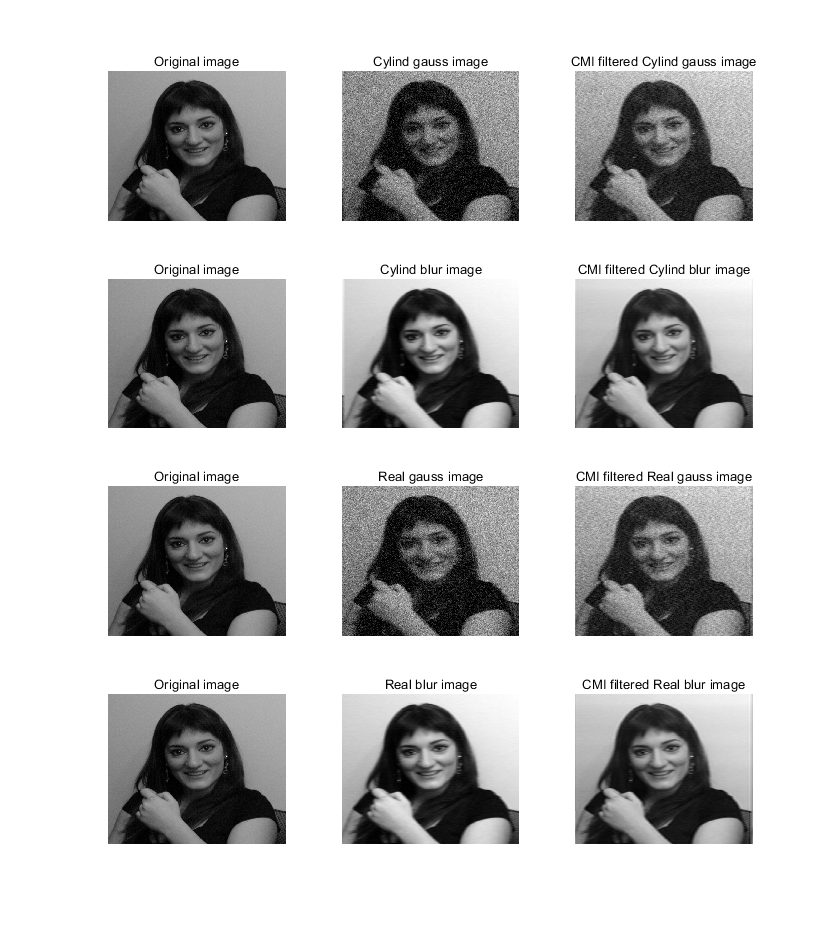 Original image
Cylind gauss image
CMI filtered Cylind gauss image
Original image
Cylind blur image
CMI filtered Cylind blur image
Original image
Real gauss image
CMI filtered Real gauss image
Original image
Real blur image
CMI filtered Real blur image